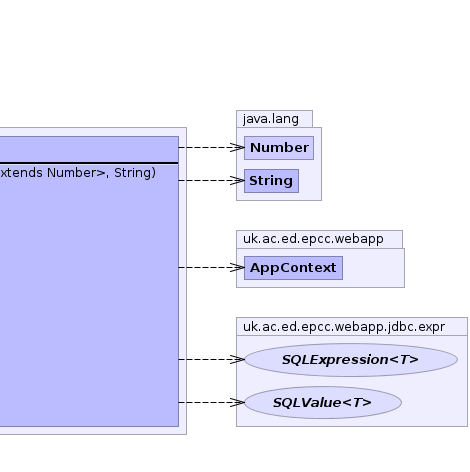 java.lang
Number
xtends Number>, String)
String
uk.ac.ed.epcc.webapp
AppContext
uk.ac.ed.epcc.webapp.jdbc.expr
SQLExpression<T>
SQLValue<T>